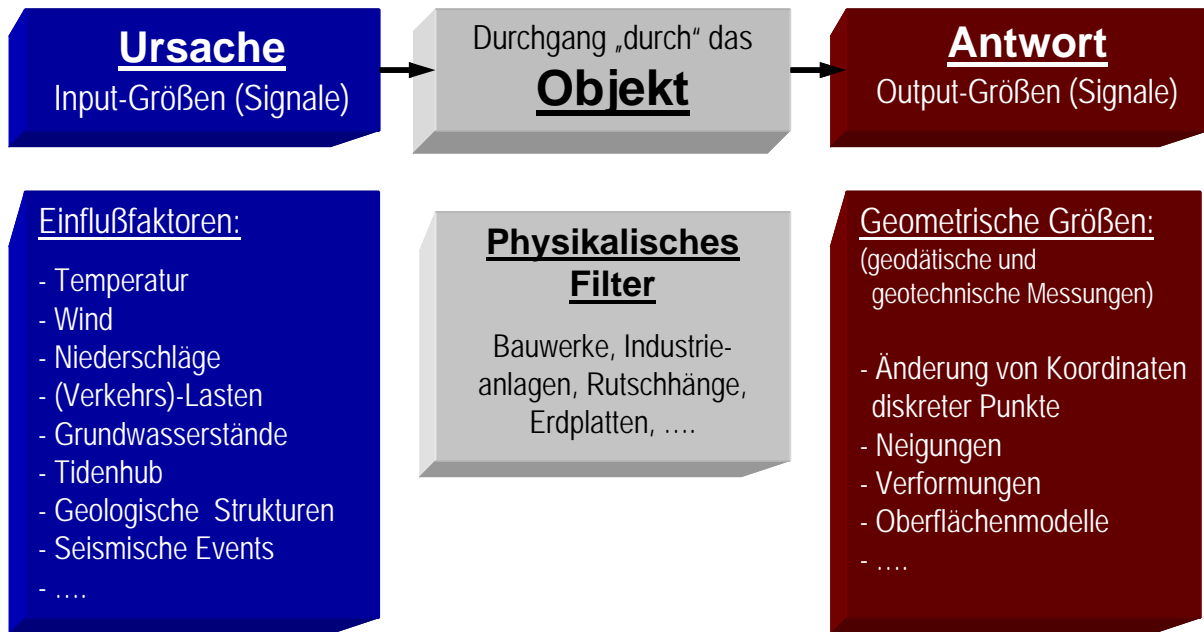 Ursache
Input-Größen (Signale)
Durchgang „durch“ das
Objekt
Antwort
Output-Größen (Signale)
Einflußfaktoren:
- Temperatur
- Wind
- Niederschläge
- (Verkehrs)-Lasten
- Grundwasserstände
- Tidenhub
- Geologische Strukturen
- Seismische Events
- ….
Physikalisches
Filter
Bauwerke, Industrie-
anlagen, Rutschhänge,
Erdplatten, ….
Geometrische Größen:
(geodätische und
geotechnische Messungen)
- Änderung von Koordinaten
diskreter Punkte
- Neigungen
- Verformungen
- Oberflächenmodelle
- ….